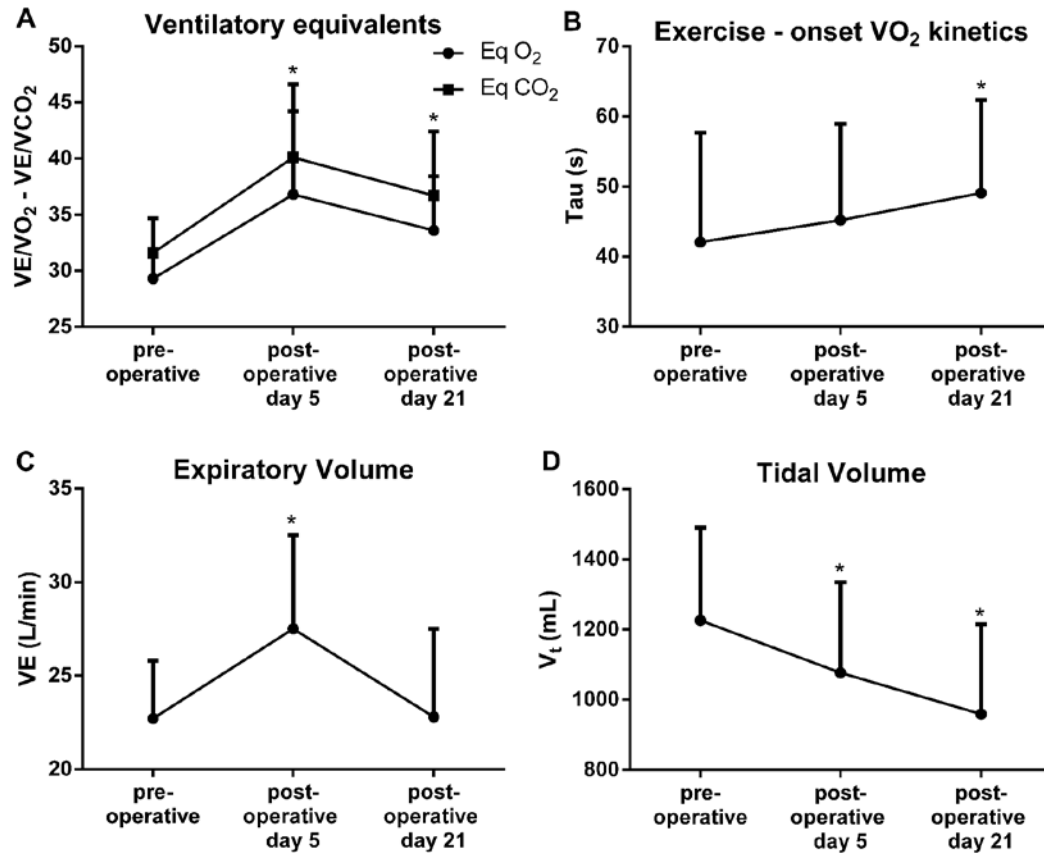 A
Ventilatory equivalents
Eq O₂
Eq CO₂
VE/VO₂ - VE/VCO₂
50
45
40
35
30
25
*
*
pre-
operative
post-
operative
day 5
post-
operative
day 21
B
Exercise - onset VO₂ kinetics
Tau (s)
70
60
50
40
30
*
pre-
operative
post-
operative
day 5
post-
operative
day 21
C
Expiratory Volume
VE (L/min)
35
30
25
20
*
pre-
operative
post-
operative
day 5
post-
operative
day 21
D
Tidal Volume
Vₜ (mL)
1600
1400
1200
1000
800
*
*
pre-
operative
post-
operative
day 5
post-
operative
day 21